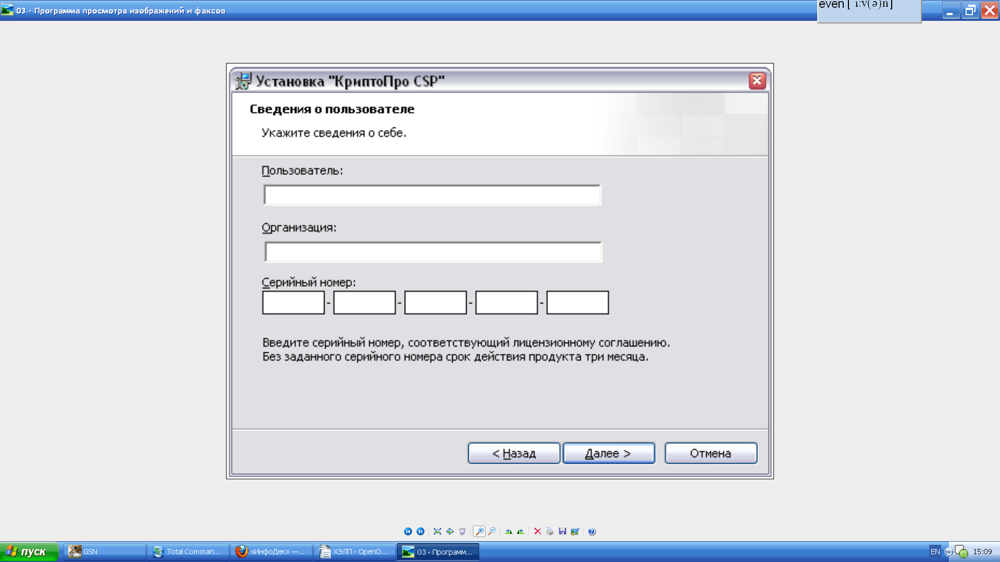 03 - Программа просмотра изображений и факсов
even [ i:v(ə)n]
Установка "КриптоПро CSP"
Сведения о пользователе
Укажите сведения о себе.
Пользователь:
Организация:
Серийный номер:
- - - -
Введите серийный номер, соответствующий лицензионному соглашению.
Без заданного серийного номера срок действия продукта три месяца.
< Назад Далее > Отмена
пуск GSN Total Comman... «ИнфоДек» —... ХЭЛП - OpenO... 03 - Программ... EN 15:09